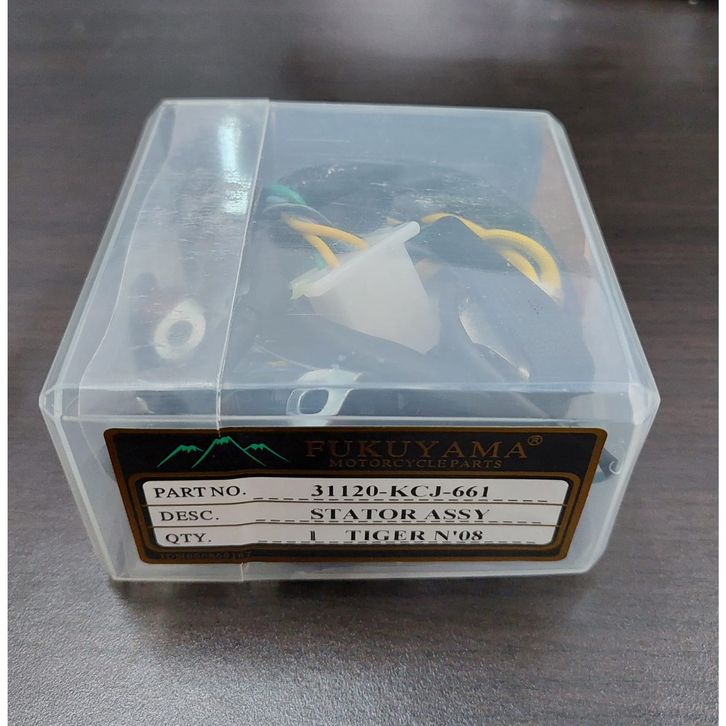 FUKUYAMA®
MOTORCYCLE PARTS
PART NO. 31120-KCJ-661
DESC. STATOR ASSY
QTY. 1 TIGER N'08